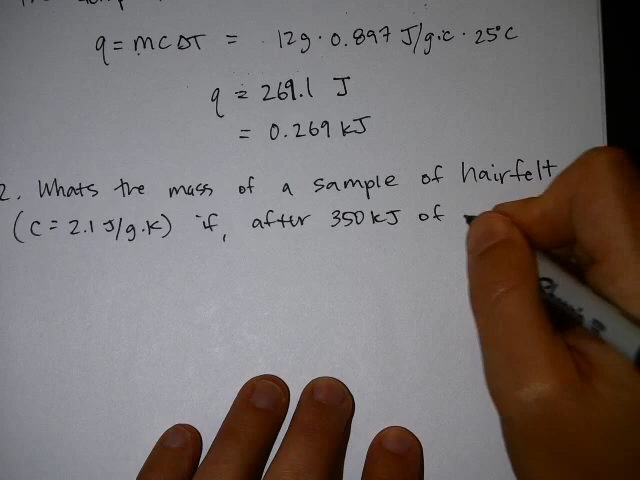 q = mC∆T = 12g · 0.897 J/g·c · 25°C
q = 269.1 J
= 0.269 kJ
2. Whats the mass of a sample of hairfelt
(C = 2.1 J/g·K) if, after 350 kJ of